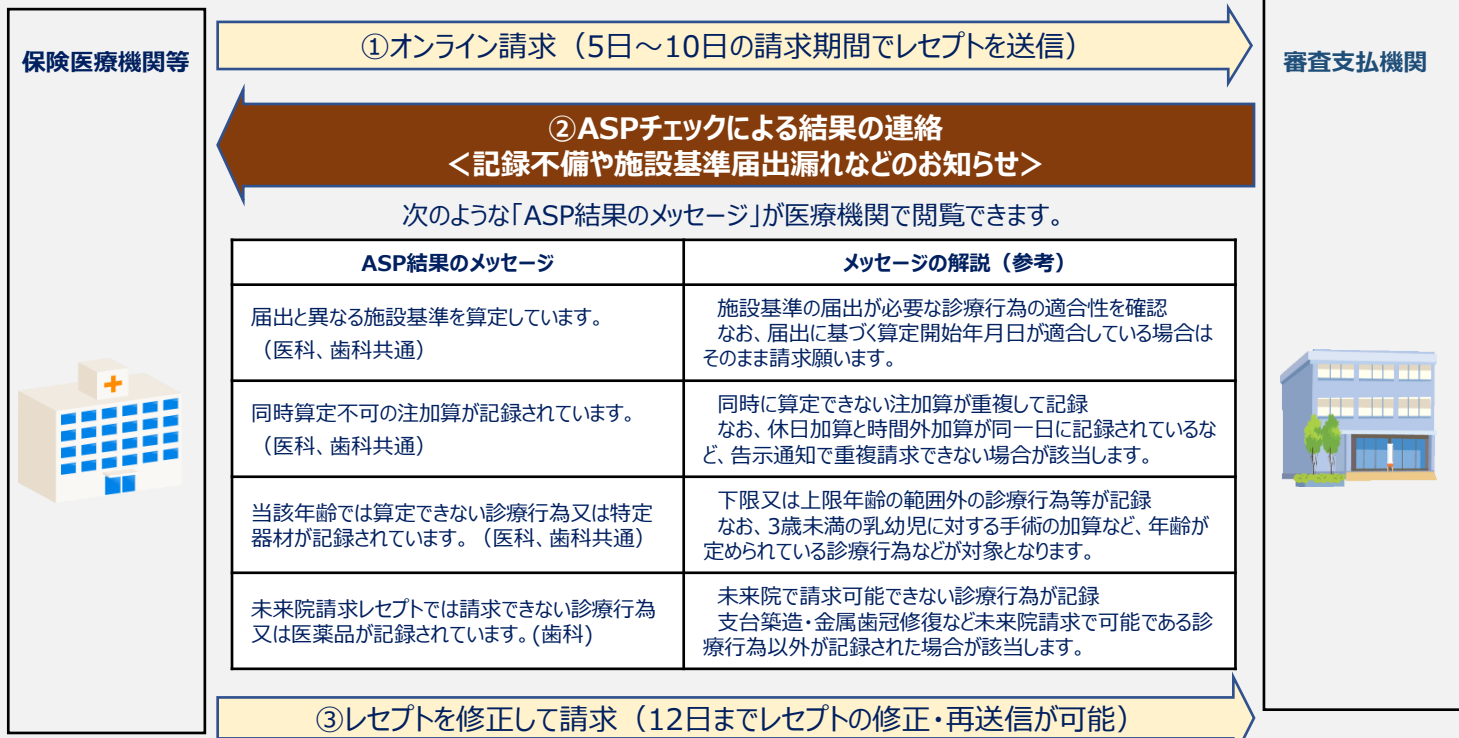 保険医療機関等
①オンライン請求（5日～10日の請求期間でレセプトを送信）
審査支払機関
②ASPチェックによる結果の連絡
＜記録不備や施設基準届出漏れなどのお知らせ＞
次のような「ASP結果のメッセージ」が医療機関で閲覧できます。
ASP結果のメッセージ
メッセージの解説（参考）
届出と異なる施設基準を算定しています。
（医科、歯科共通）
施設基準の届出が必要な診療行為の適合性を確認
なお、届出に基づく算定開始年月日が適合している場合は
そのまま請求願います。
同時算定不可の注加算が記録されています。
（医科、歯科共通）
同時に算定できない注加算が重複して記録
なお、休日加算と時間外加算が同一日に記録されているな
ど、告示通知で重複請求できない場合が該当します。
当該年齢では算定できない診療行為又は特定
器材が記録されています。（医科、歯科共通）
下限又は上限年齢の範囲外の診療行為等が記録
なお、3歳未満の乳幼児に対する手術の加算など、年齢が
定められている診療行為などが対象となります。
未来院請求レセプトでは請求できない診療行為
又は医薬品が記録されています。(歯科)
未来院で請求可能できない診療行為が記録
支台築造・金属歯冠修復など未来院請求で可能である診
療行為以外が記録された場合が該当します。
③レセプトを修正して請求（12日までレセプトの修正・再送信が可能）